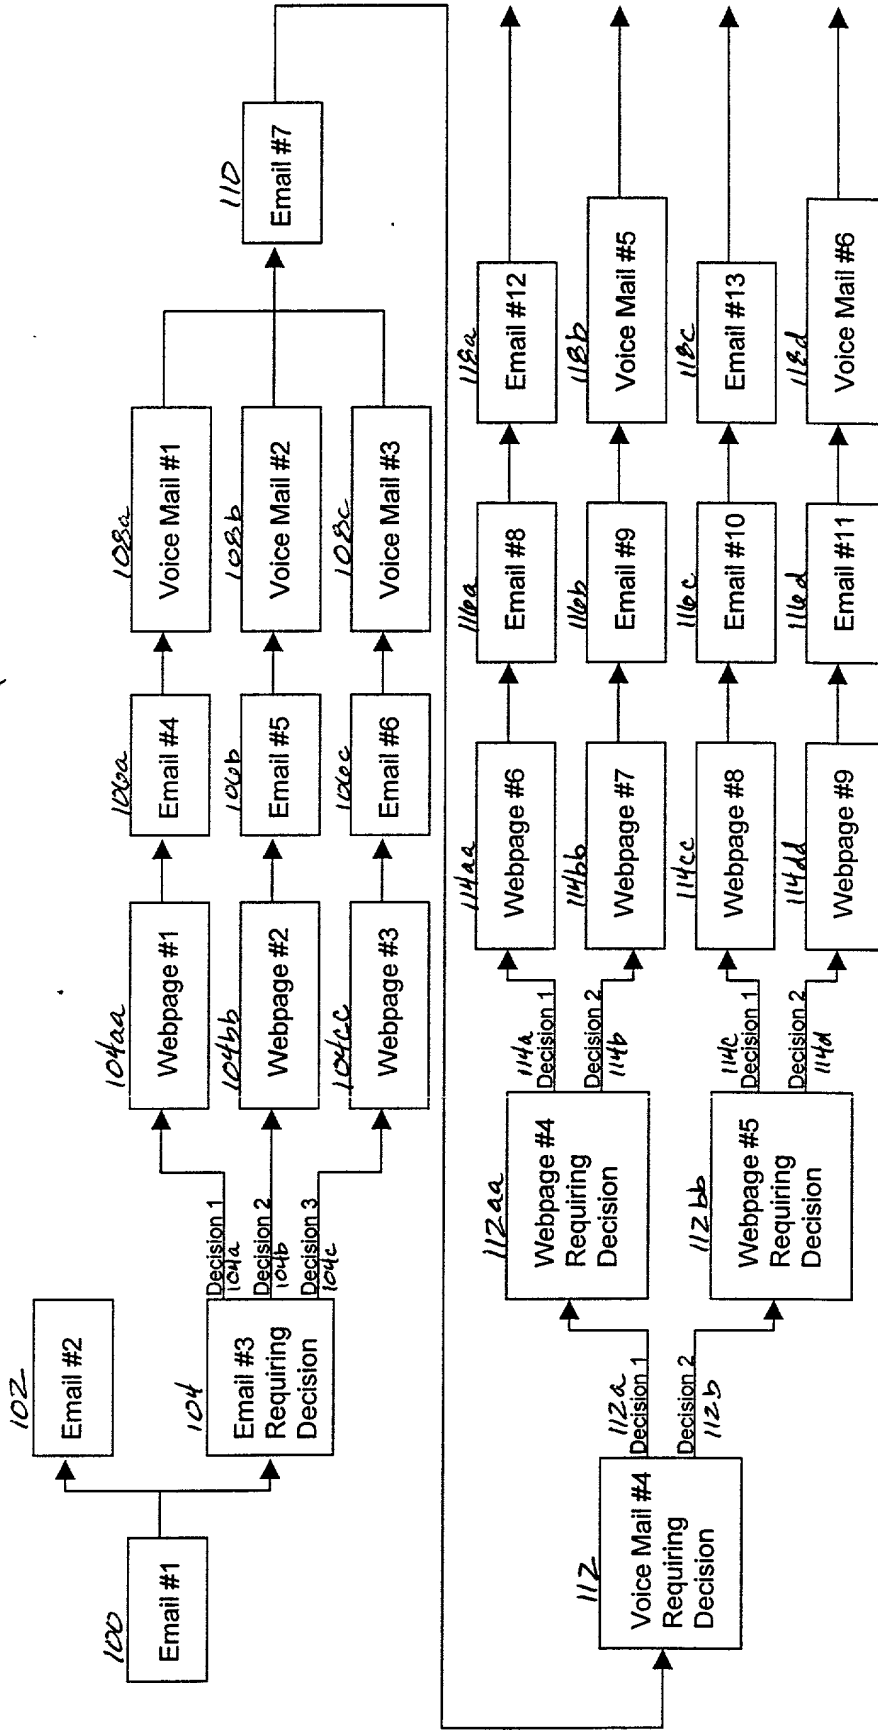 100
Email #1
102
Email #2
104
Email #3
Requiring
Decision
Decision 1
104a
Decision 2
104b
Decision 3
104c
104aa
Webpage #1
104bb
Webpage #2
104cc
Webpage #3
106a
Email #4
106b
Email #5
106c
Email #6
108a
Voice Mail #1
108b
Voice Mail #2
108c
Voice Mail #3
110
Email #7
112
Voice Mail #4
Requiring
Decision
112a
Decision 1
Decision 2
112b
112aa
Webpage #4
Requiring
Decision
112bb
Webpage #5
Requiring
Decision
114a
Decision 1
Decision 2
114b
114c
Decision 1
Decision 2
114d
114aa
Webpage #6
114bb
Webpage #7
114cc
Webpage #8
114dd
Webpage #9
116a
Email #8
116b
Email #9
116c
Email #10
116d
Email #11
118a
Email #12
118b
Voice Mail #5
118c
Email #13
118d
Voice Mail #6